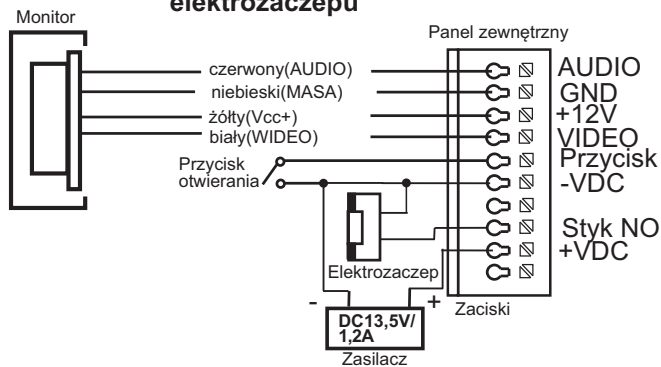 elektrozaczepu
Monitor
Panel zewnętrzny
czerwony(AUDIO)
niebieski(MASA)
żółty(Vcc+)
biały(WIDEO)
Przycisk
otwierania
AUDIO
GND
+12V
VIDEO
Przycisk
-VDC
Styk NO
+VDC
Elektrozaczep
- +
Zaciski
DC13,5V/
1,2A
Zasilacz